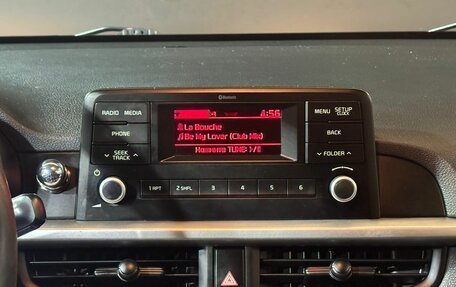 Bluetooth
RADIO MEDIA
PHONE
SEEK
TRACK
4:56
La Bouche
Be My Lover (Club Mix)
Нажмите TUNE:
MENU SETUP
CLOCK
BACK
FOLDER
1 RPT 2 SHFL 3 4 5 6